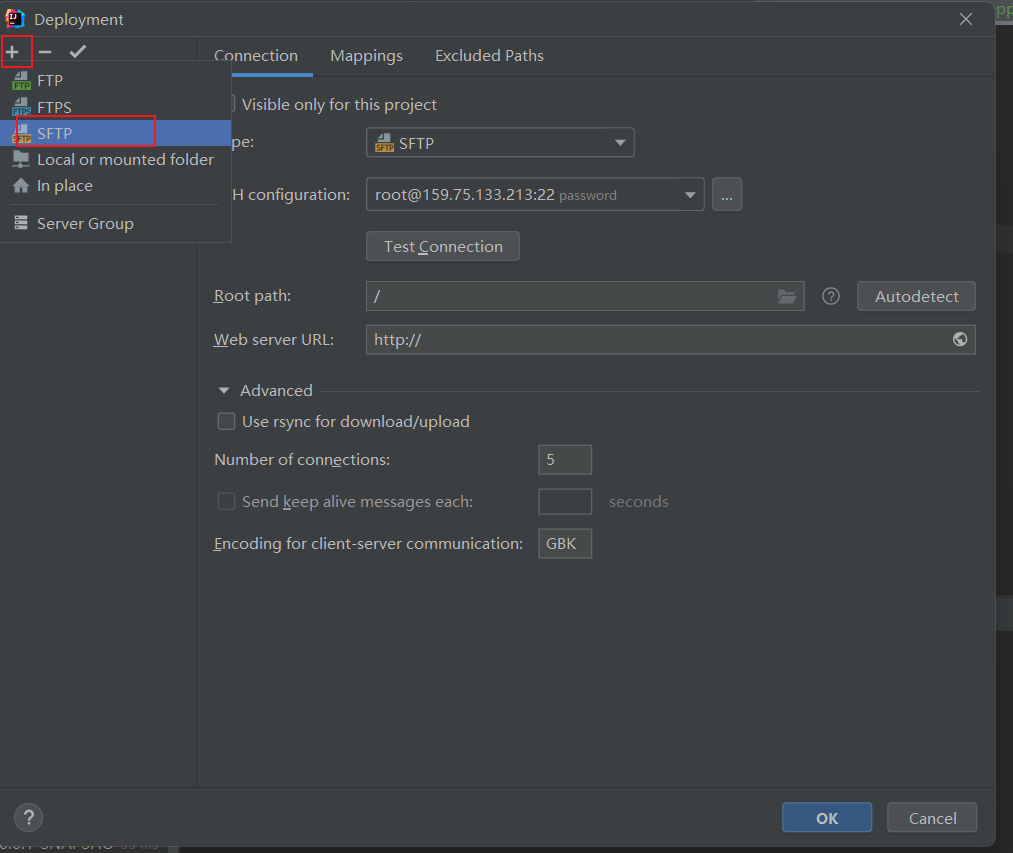 Deployment
Connection Mappings Excluded Paths
FTP
FTPS
SFTP
Local or mounted folder
In place
Server Group
Visible only for this project
pe:
SFTP
H configuration:
root@159.75.133.213:22 password
...
Test Connection
Root path:
/
?
Autodetect
Web server URL:
http://
Advanced
Use rsync for download/upload
Number of connections:
5
Send keep alive messages each:
seconds
Encoding for client-server communication:
GBK
?
OK
Cancel